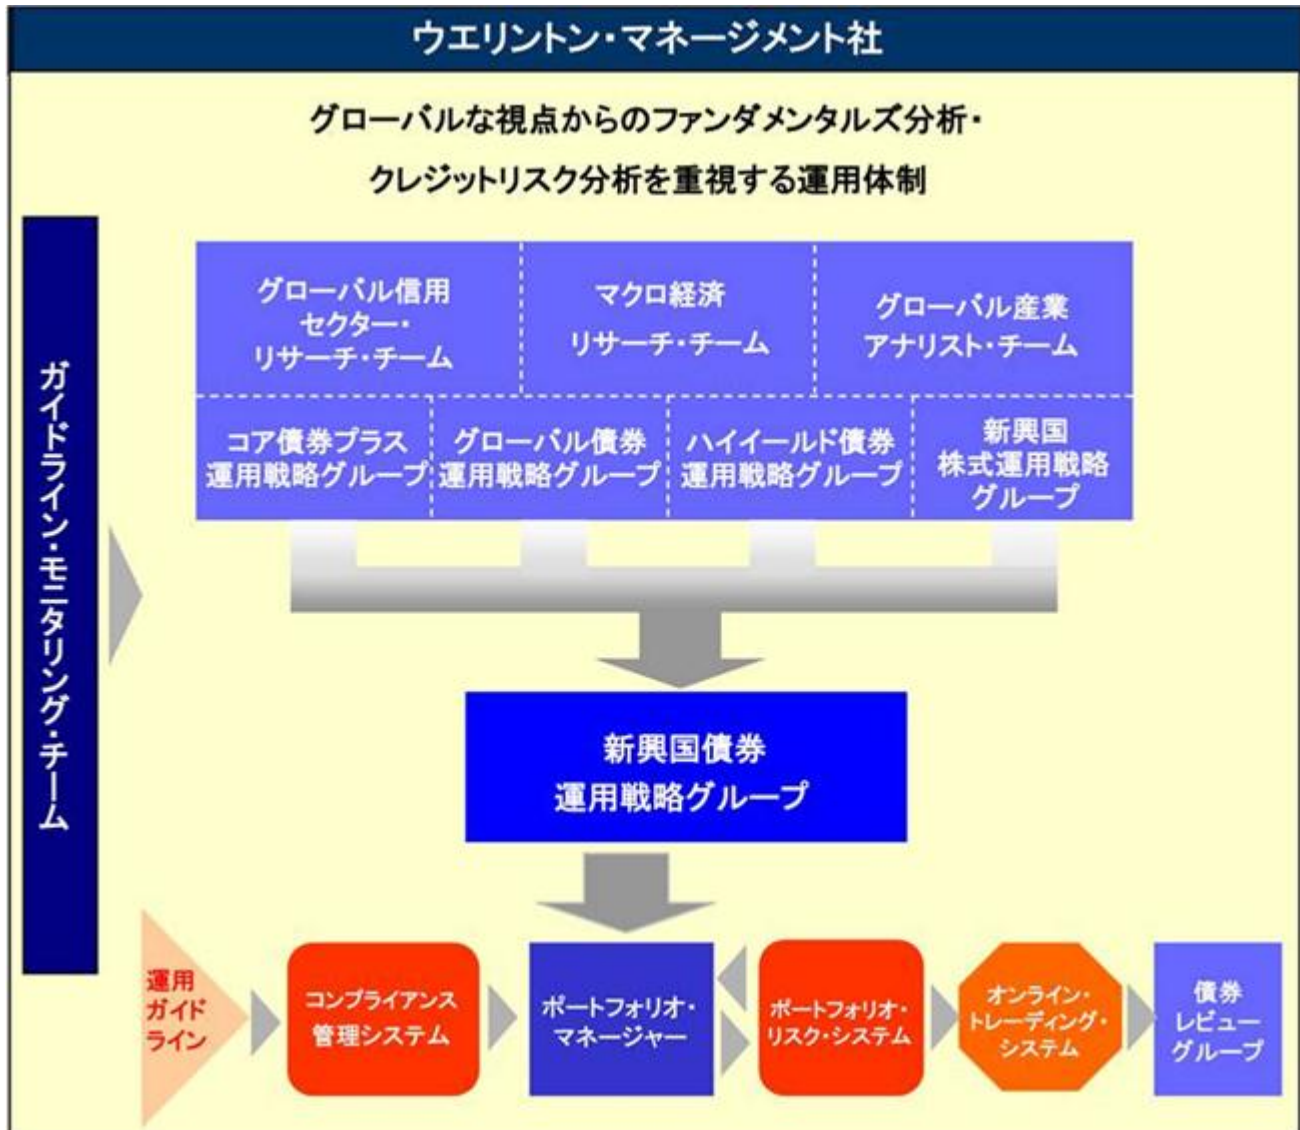 ウエリントン・マネージメント社
グローバルな視点からのファンダメンタルズ分析・
クレジットリスク分析を重視する運用体制
ガイドライン・モニタリング・チーム
グローバル信用
セクター・
リサーチ・チーム
マクロ経済
リサーチ・チーム
グローバル産業
アナリスト・チーム
コア債券プラス
運用戦略グループ
グローバル債券
運用戦略グループ
ハイイールド債券
運用戦略グループ
新興国
株式運用戦略
グループ
新興国債券
運用戦略グループ
運用
ガイド
ライン
コンプライアンス
管理システム
ポートフォリオ・
マネージャー
ポートフォリオ・
リスク・システム
オンライン・
トレーディング・
システム
債券
レビュー
グループ